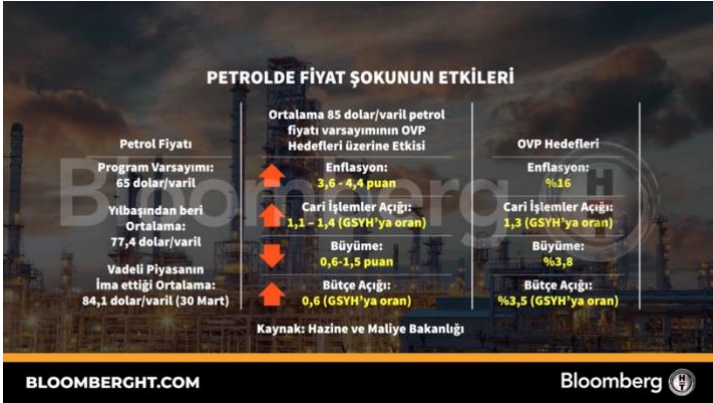 PETROLDE FİYAT ŞOKUNUN ETKİLERİ
Petrol Fiyatı
Program Varsayımı:
65 dolar/varil
Yılbaşından beri
Ortalama:
77,4 dolar/varil
Vadeli Piyasanın
İma ettiği Ortalama:
84,1 dolar/varil (30 Mart)
Ortalama 85 dolar/varil petrol
fiyatı varsayımının OVP
Hedefleri üzerine Etkisi
Enflasyon:
3,6 - 4,4 puan
Cari İşlemler Açığı:
1,1 – 1,4 (GSYH'ya oran)
Büyüme:
0,6-1,5 puan
Bütçe Açığı:
0,6 (GSYH'ya oran)
OVP Hedefleri
Enflasyon:
%16
Cari İşlemler Açığı:
1,3 (GSYH'ya oran)
Büyüme:
%3,8
Bütçe Açığı:
%3,5 (GSYH'ya oran)
Kaynak: Hazine ve Maliye Bakanlığı
Bloomberg HT
BLOOMBERGHT.COM
Bloomberg HT